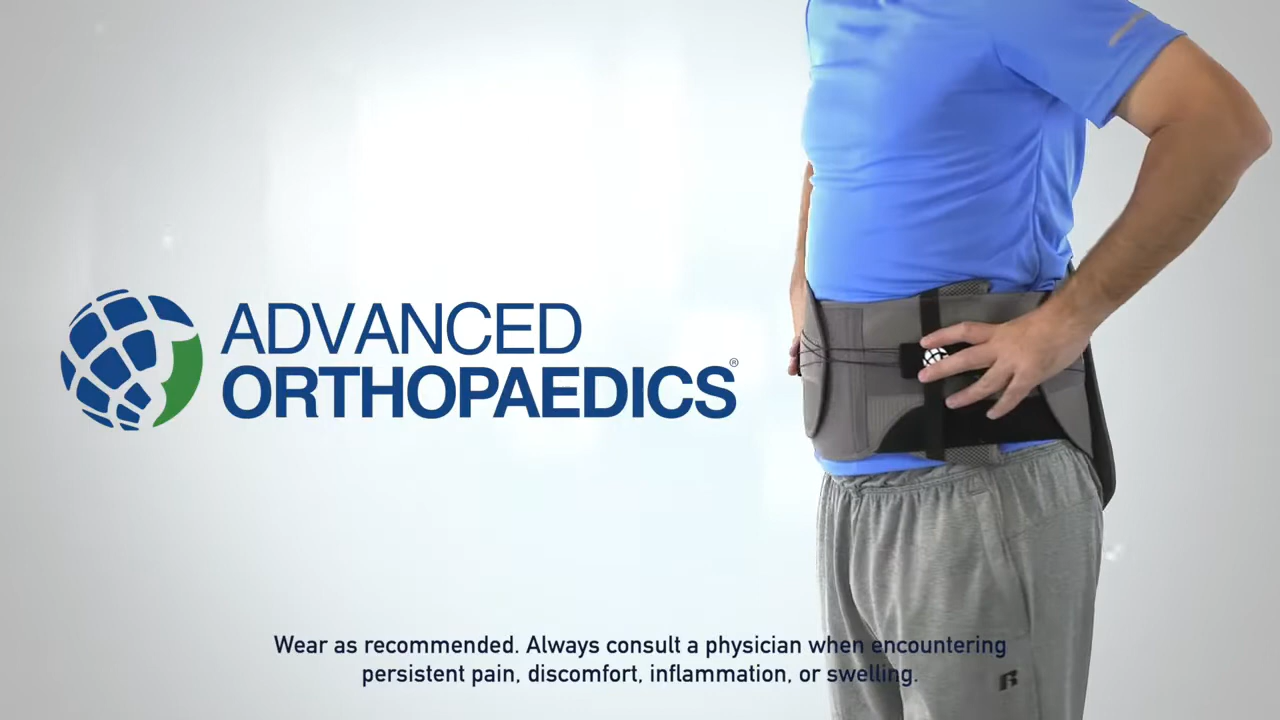 ADVANCED
ORTHOPAEDICS®
Wear as recommended. Always consult a physician when encountering
persistent pain, discomfort, inflammation, or swelling.